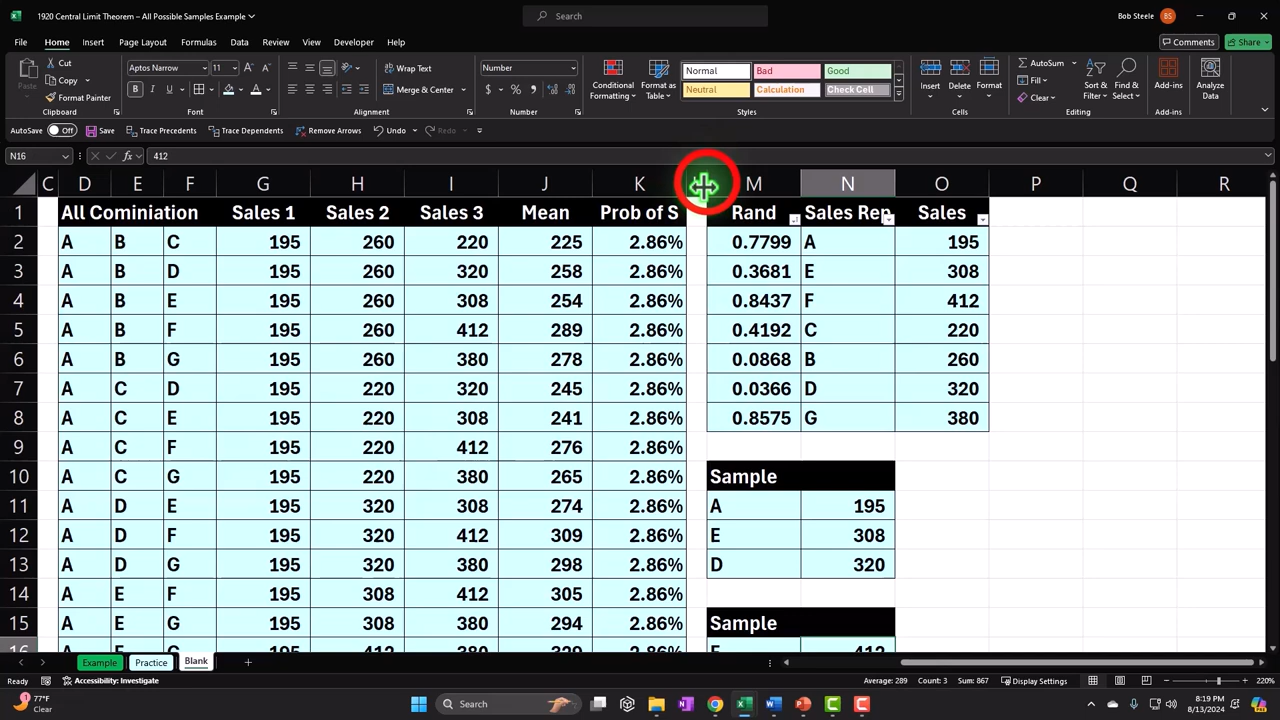 1920 Central Limit Theorem – All Possible Samples Example
Search
Bob Steele
BS
File Home Insert Page Layout Formulas Data Review View Developer Help
Comments
Share
Paste
Cut
Copy
Format Painter
Clipboard
Aptos Narrow 11
Font
Wrap Text
Merge & Center
Alignment
Number
Number
Conditional Formatting
Format as Table
Normal Bad Good
Neutral Calculation Check Cell
Styles
Insert Delete Format
Cells
AutoSum
Fill
Clear
Sort & Filter
Find & Select
Editing
Add-ins
Add-ins
Analyze Data
AutoSave Off Save Trace Precedents Trace Dependents Remove Arrows Undo Redo
N16 fx 412
C D E F G H I J K M N O P Q R
1 All Cominiation Sales 1 Sales 2 Sales 3 Mean Prob of S Rand Sales Rep Sales
2 A B C 195 260 220 225 2.86% 0.7799 A 195
3 A B D 195 260 320 258 2.86% 0.3681 E 308
4 A B E 195 260 308 254 2.86% 0.8437 F 412
5 A B F 195 260 412 289 2.86% 0.4192 C 220
6 A B G 195 260 380 278 2.86% 0.0868 B 260
7 A C D 195 220 320 245 2.86% 0.0366 D 320
8 A C E 195 220 308 241 2.86% 0.8575 G 380
9 A C F 195 220 412 276 2.86%
10 A C G 195 220 380 265 2.86% Sample
11 A D E 195 320 308 274 2.86% A 195
12 A D F 195 320 412 309 2.86% E 308
13 A D G 195 320 380 298 2.86% D 320
14 A E F 195 308 412 305 2.86%
15 A E G 195 308 380 294 2.86% Sample
Example Practice Blank
Ready Accessibility: Investigate Average: 289 Count: 3 Sum: 867 Display Settings 220%
77°F
Clear
Search
8:19 PM
8/13/2024